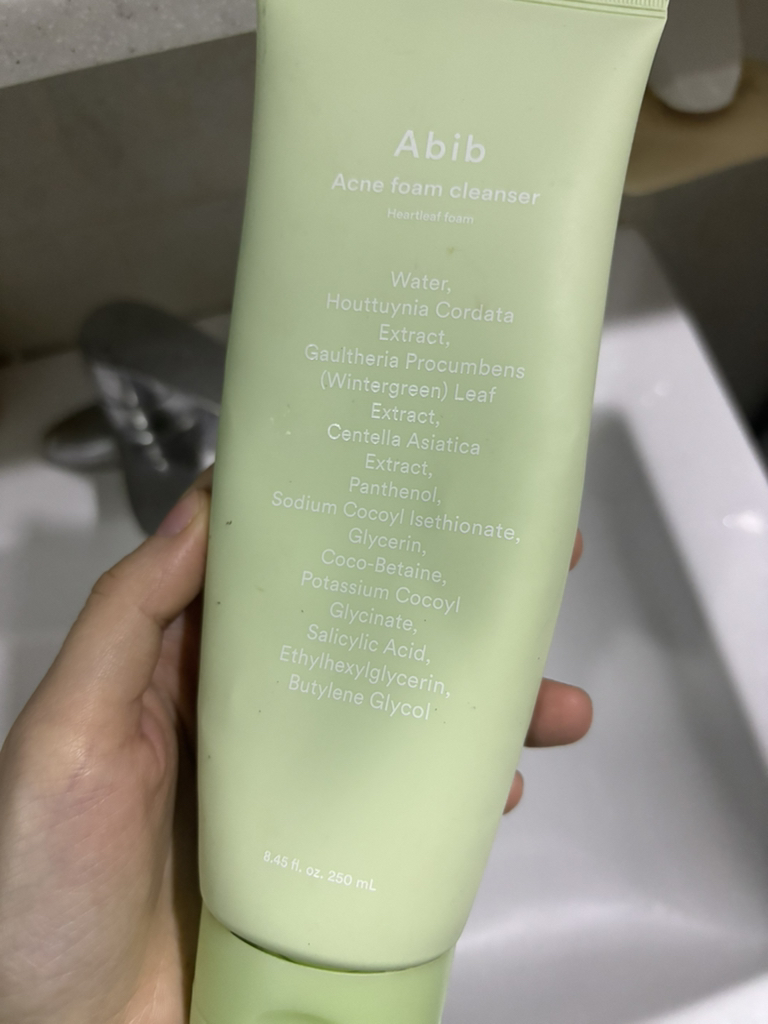 Abib
Acne foam cleanser
Heartleaf foam
Water,
Houttuynia Cordata
Extract,
Gaultheria Procumbens
(Wintergreen) Leaf
Extract,
Centella Asiatica
Extract,
Panthenol,
Sodium Cocoyl Isethionate,
Glycerin,
Coco-Betaine,
Potassium Cocoyl
Glycinate,
Salicylic Acid,
Ethylhexylglycerin,
Butylene Glycol
8.45 fl. oz. 250 mL